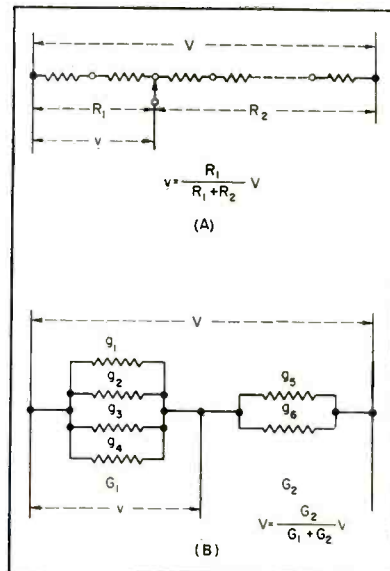 V
R₁ R₂
v
v = R₁ / (R₁ + R₂) V
(A)
V
g₁
g₂ g₅
g₃ g₆
g₄
G₁ G₂
v
V = G₂ / (G₁ + G₂) V
(B)